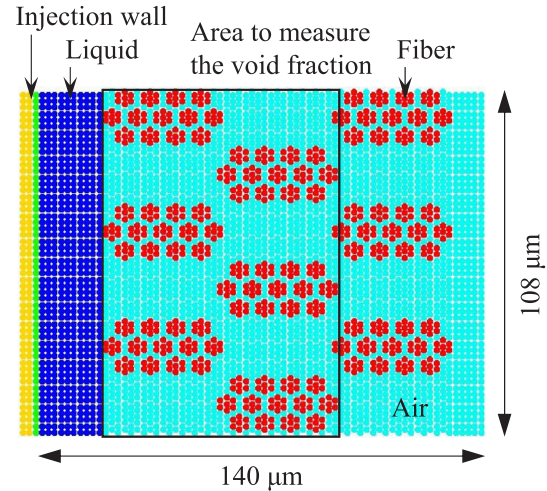 Injection wall
Liquid
Area to measure
the void fraction
Fiber
108 μm
Air
140 μm